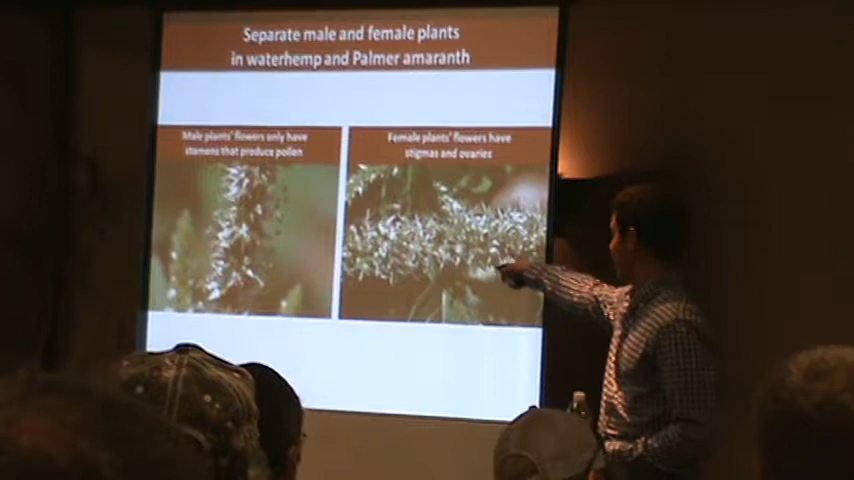 Separate male and female plants
in waterhemp and Palmer amaranth
Male plants' flowers only have
stamens that produce pollen
Female plants' flowers have
stigmas and ovaries